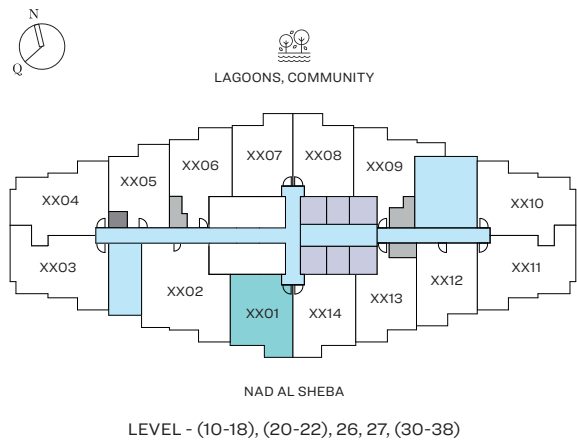 N
Q
LAGOONS, COMMUNITY
XX07 XX08
XX06 XX09
XX05
XX04 XX10
XX03 XX11
XX02 XX12
XX13
XX01 XX14
NAD AL SHEBA
LEVEL - (10-18), (20-22), 26, 27, (30-38)